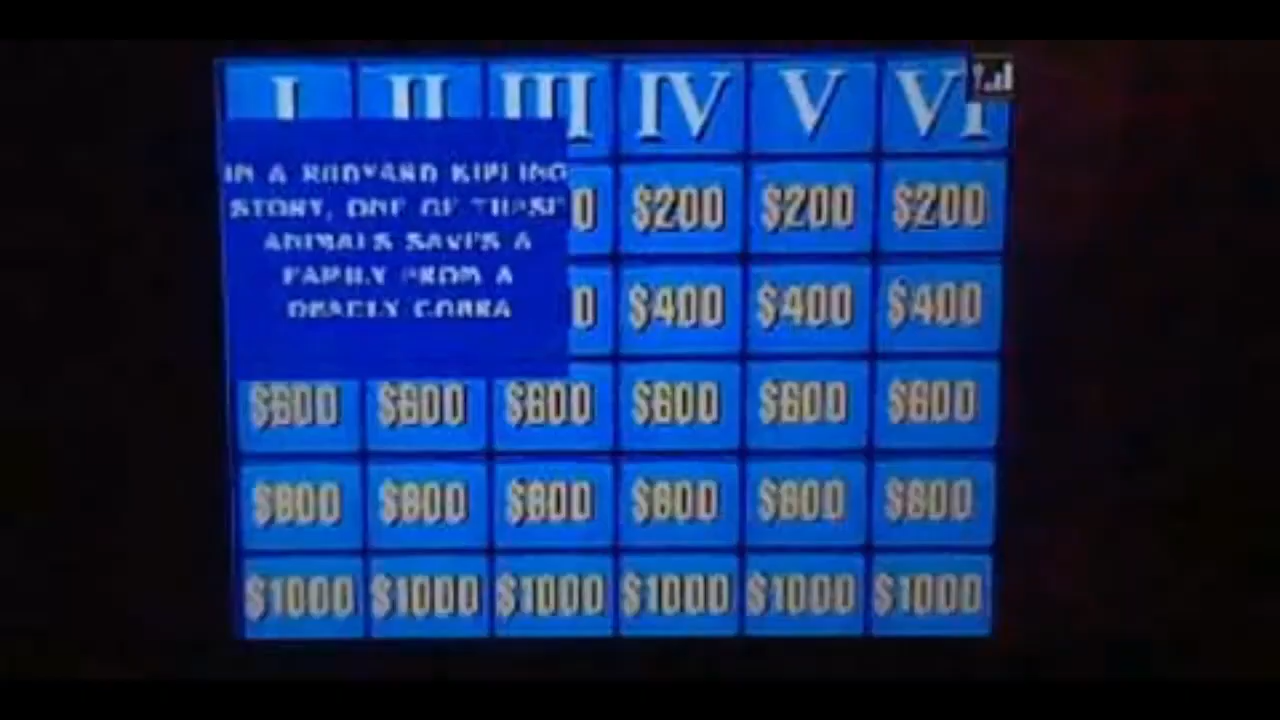 I II III IV V VI
IN A RUDYARD KIPLING
STORY, ONE OF THESE
ANIMALS SAVES A
FAMILY FROM A
DEADLY COBRA
0 $200 $200 $200
0 $400 $400 $400
$600 $600 $600 $600 $600 $600
$800 $800 $800 $800 $800 $800
$1000 $1000 $1000 $1000 $1000 $1000